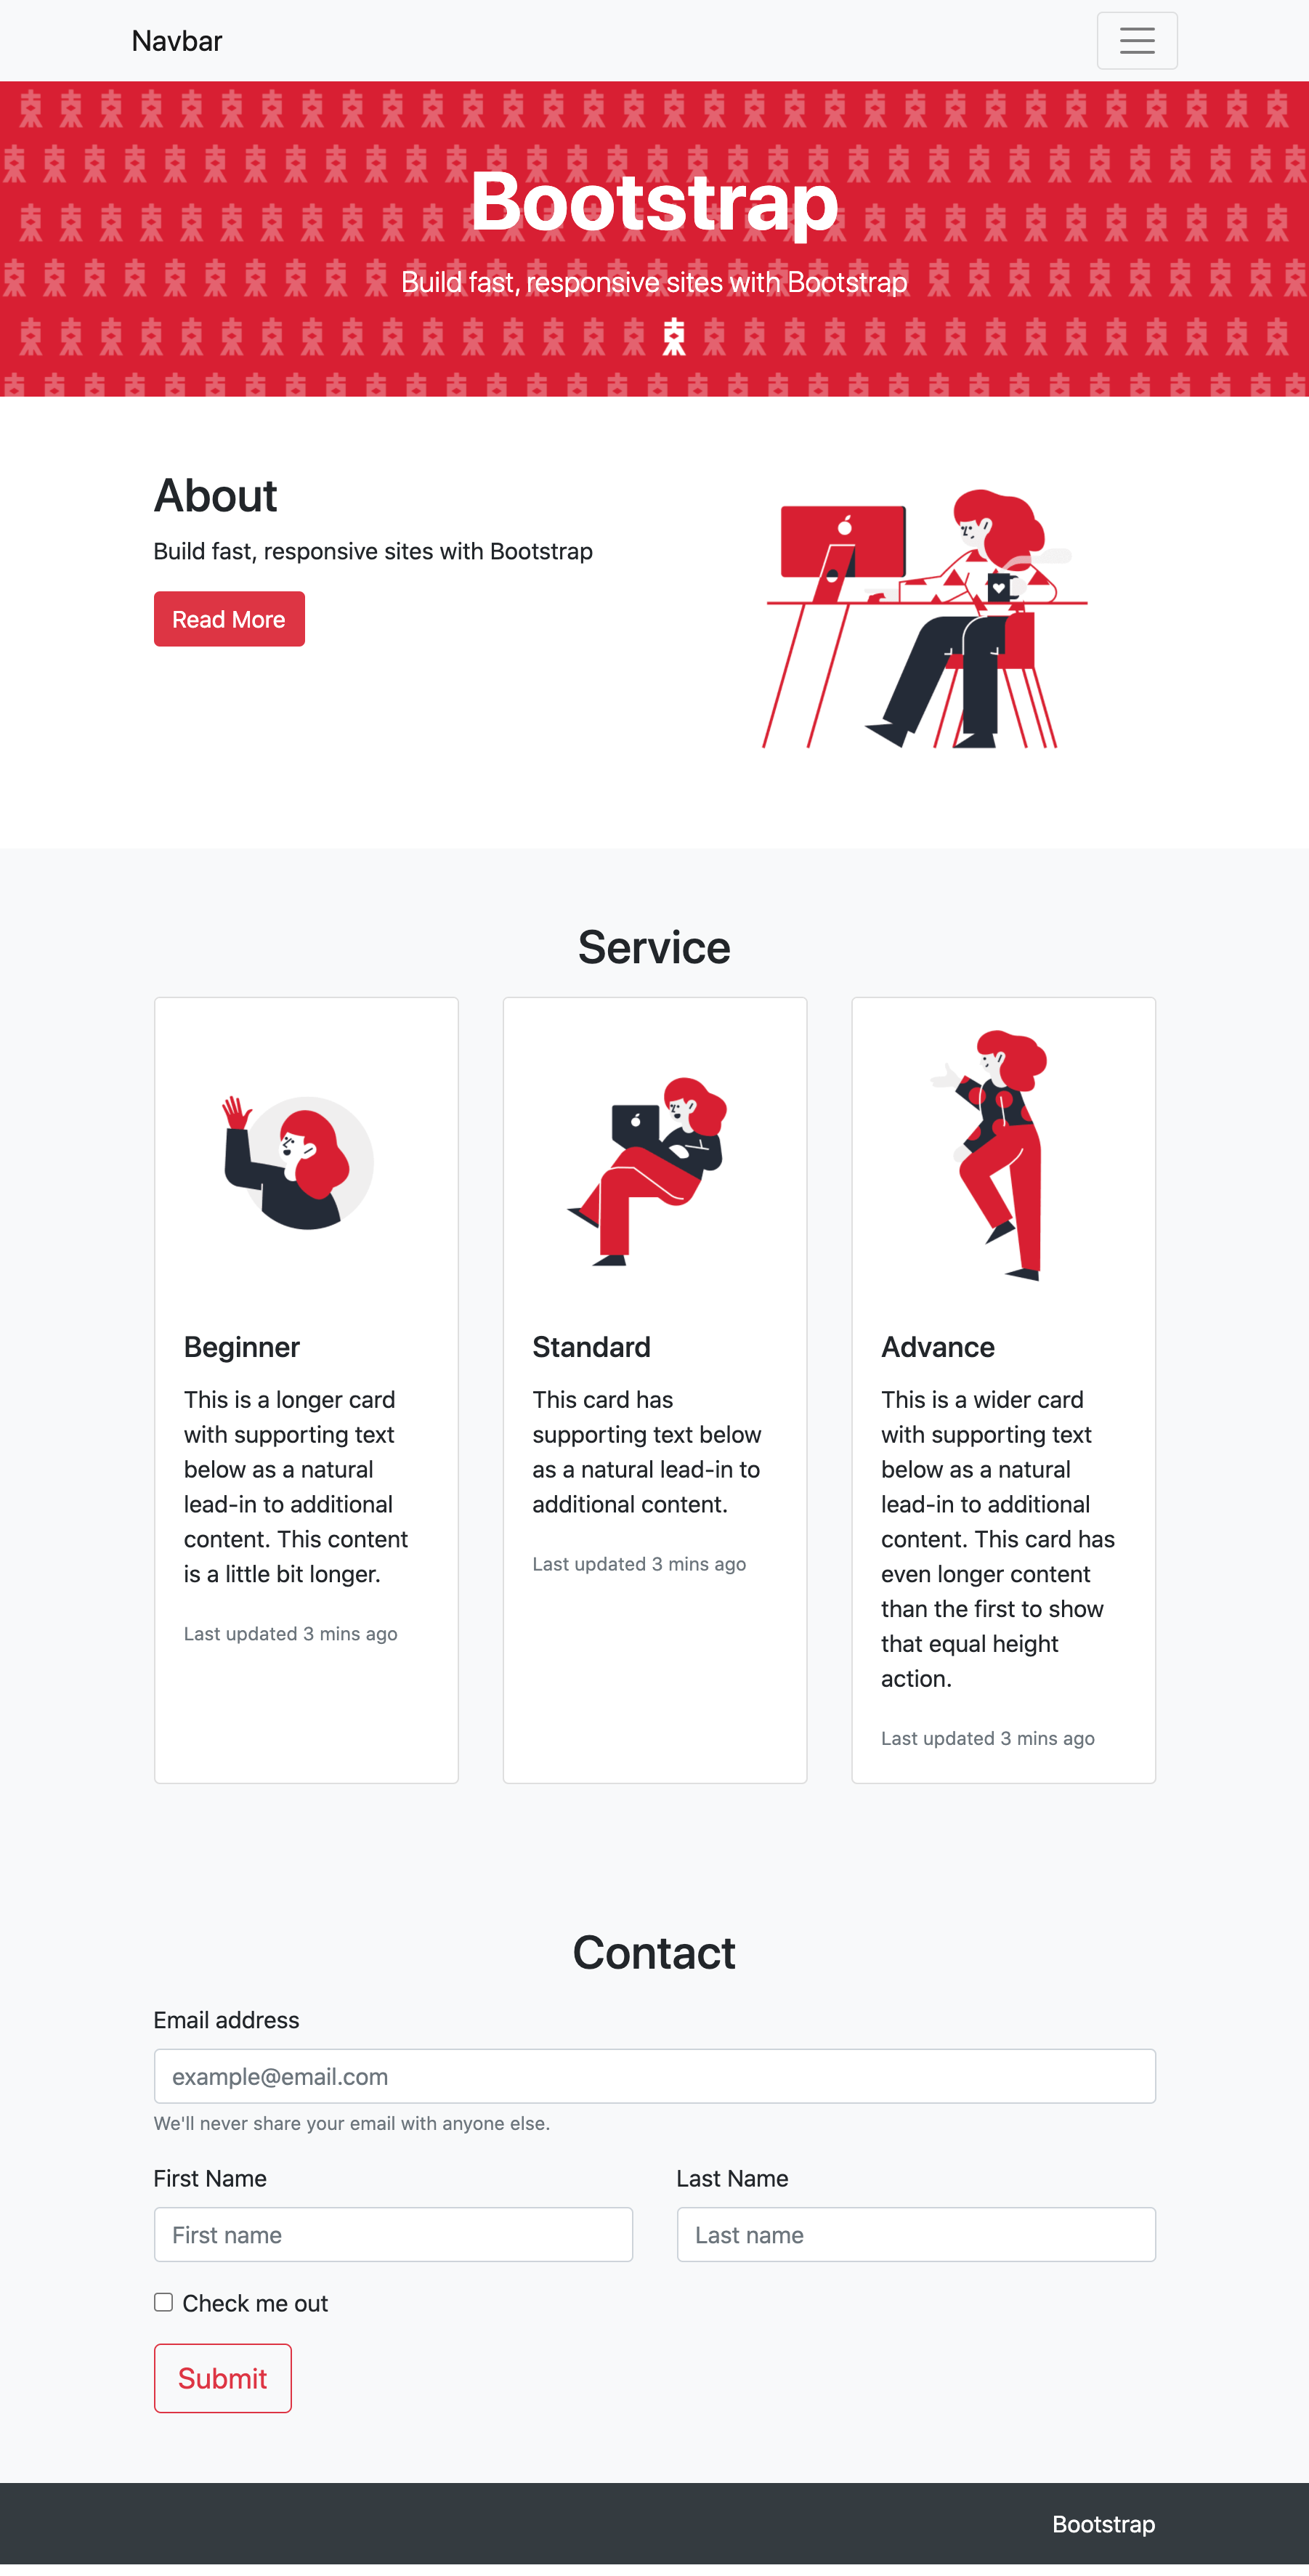 Navbar
Bootstrap
Build fast, responsive sites with Bootstrap
About
Build fast, responsive sites with Bootstrap
Read More
Service
Beginner
This is a longer card
with supporting text
below as a natural
lead-in to additional
content. This content
is a little bit longer.
Last updated 3 mins ago
Standard
This card has
supporting text below
as a natural lead-in to
additional content.
Last updated 3 mins ago
Advance
This is a wider card
with supporting text
below as a natural
lead-in to additional
content. This card has
even longer content
than the first to show
that equal height
action.
Last updated 3 mins ago
Contact
Email address
example@email.com
We'll never share your email with anyone else.
First Name
Last Name
First name
Last name
Check me out
Submit
Bootstrap